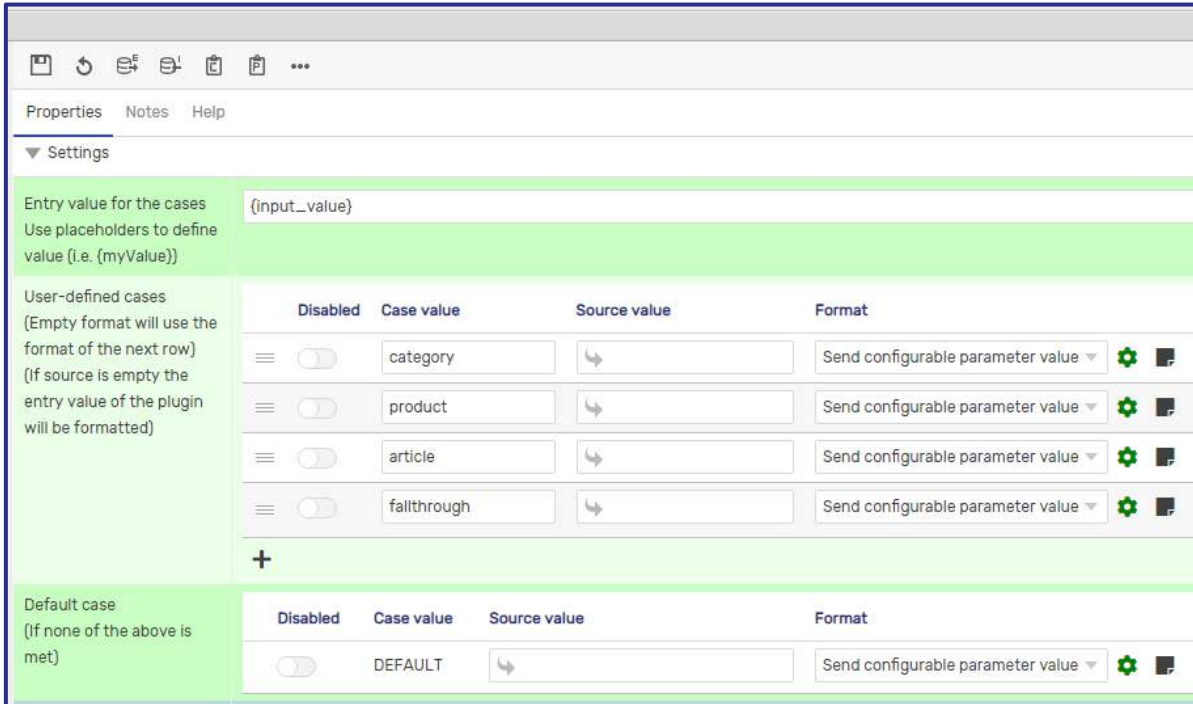 Properties Notes Help
Settings
Entry value for the cases
Use placeholders to define
value (i.e. {myValue})
{input_value}
User-defined cases
(Empty format will use the
format of the next row)
(If source is empty the
entry value of the plugin
will be formatted)
Disabled Case value Source value Format
category Send configurable parameter value
product Send configurable parameter value
article Send configurable parameter value
fallthrough Send configurable parameter value
Default case
(If none of the above is
met)
Disabled Case value Source value Format
DEFAULT Send configurable parameter value